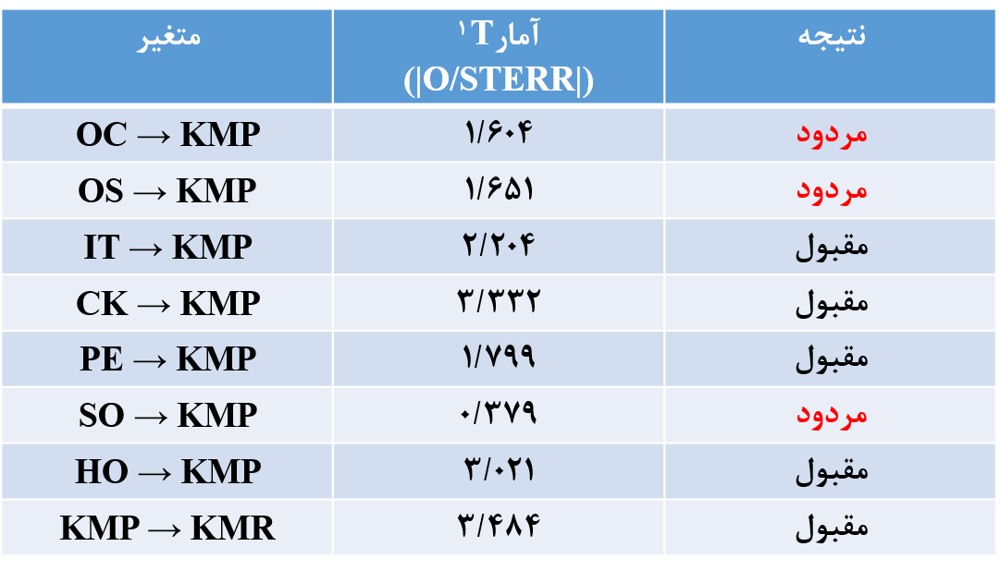 متغیر آمار T۱ نتیجه
(|O/STERR|)
OC → KMP ۱/۶۰۴ مردود
OS → KMP ۱/۶۵۱ مردود
IT → KMP ۲/۲۰۴ مقبول
CK → KMP ۳/۳۳۲ مقبول
PE → KMP ۱/۷۹۹ مقبول
SO → KMP ۰/۳۷۹ مردود
HO → KMP ۳/۰۲۱ مقبول
KMP → KMR ۳/۴۸۴ مقبول